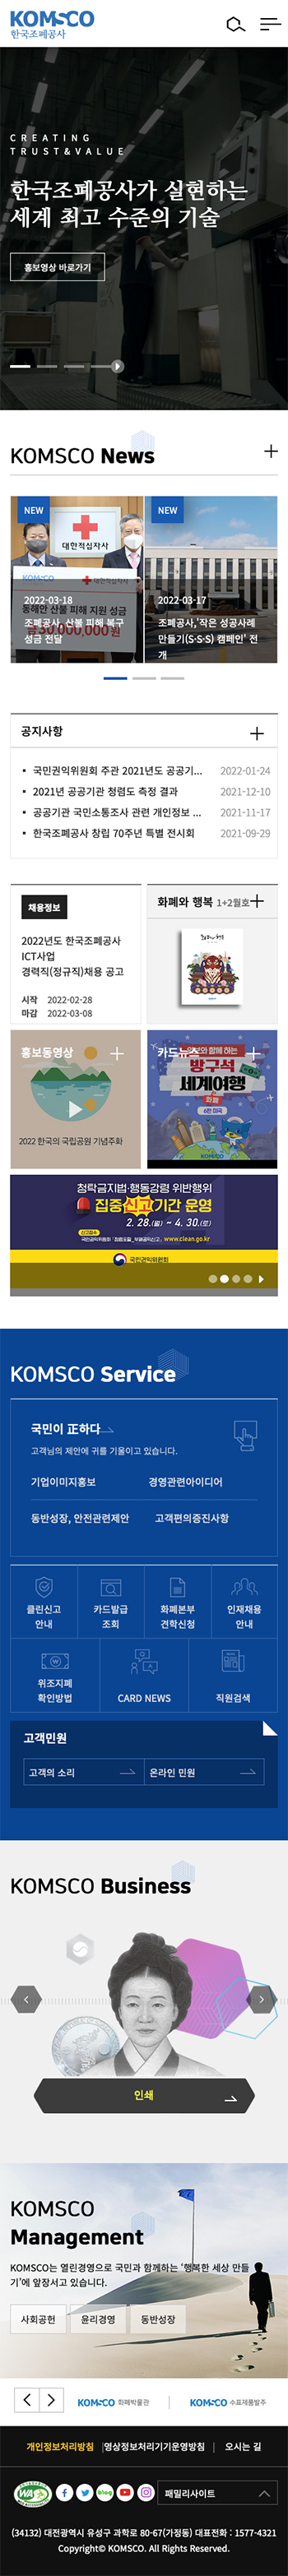 KOMSCO
한국조폐공사
CREATING
TRUST&VALUE
한국조폐공사가 실현하는
세계 최고 수준의 기술
홍보영상 바로가기
KOMSCO News
NEW
대한적십자사
KOMSCO 대한적십자사
동해안 산불 피해 지원 성금
금30,000,000원
2022-03-18
조폐공사, 산불 피해 복구
성금 전달
NEW
2022-03-17
조폐공사,'작은 성공사례
만들기(S·S·S) 캠페인' 전
개
공지사항
국민권익위원회 주관 2021년도 공공기... 2022-01-24
2021년 공공기관 청렴도 측정 결과 2021-12-10
공공기관 국민소통조사 관련 개인정보 ... 2021-11-17
한국조폐공사 창립 70주년 특별 전시회 2021-09-29
채용정보
2022년도 한국조폐공사
ICT사업
경력직(정규직)채용 공고
시작 2022-02-28
마감 2022-03-08
화폐와 행복 1+2월호
화폐와 행복
홍보동영상
2022 한국의 국립공원 기념주화
카드뉴스
방구석
세계여행
화폐
6편 미국
KOMSCO
청탁금지법·행동강령 위반행위
집중신고기간 운영
2. 28.(월) ~ 4. 30.(토)
www.clean.go.kr
국민권익위원회
KOMSCO Service
국민이 正하다
고객님의 제안에 귀를 기울이고 있습니다.
기업이미지홍보 경영관련아이디어
동반성장, 안전관련제안 고객편의증진사항
클린신고
안내
카드발급
조회
화폐본부
견학신청
인재채용
안내
위조지폐
확인방법
CARD NEWS
직원검색
고객민원
고객의 소리
온라인 민원
KOMSCO Business
인쇄
KOMSCO
Management
KOMSCO는 열린경영으로 국민과 함께하는 '행복한 세상 만들
기'에 앞장서고 있습니다.
사회공헌 윤리경영 동반성장
KOMSCO 화폐박물관 | KOMSCO 수표제품발주
개인정보처리방침 |영상정보처리기기운영방침 | 오시는 길
blog
패밀리사이트
(34132) 대전광역시 유성구 과학로 80-67(가정동) 대표전화 : 1577-4321
Copyright© KOMSCO. All Rights Reserved.